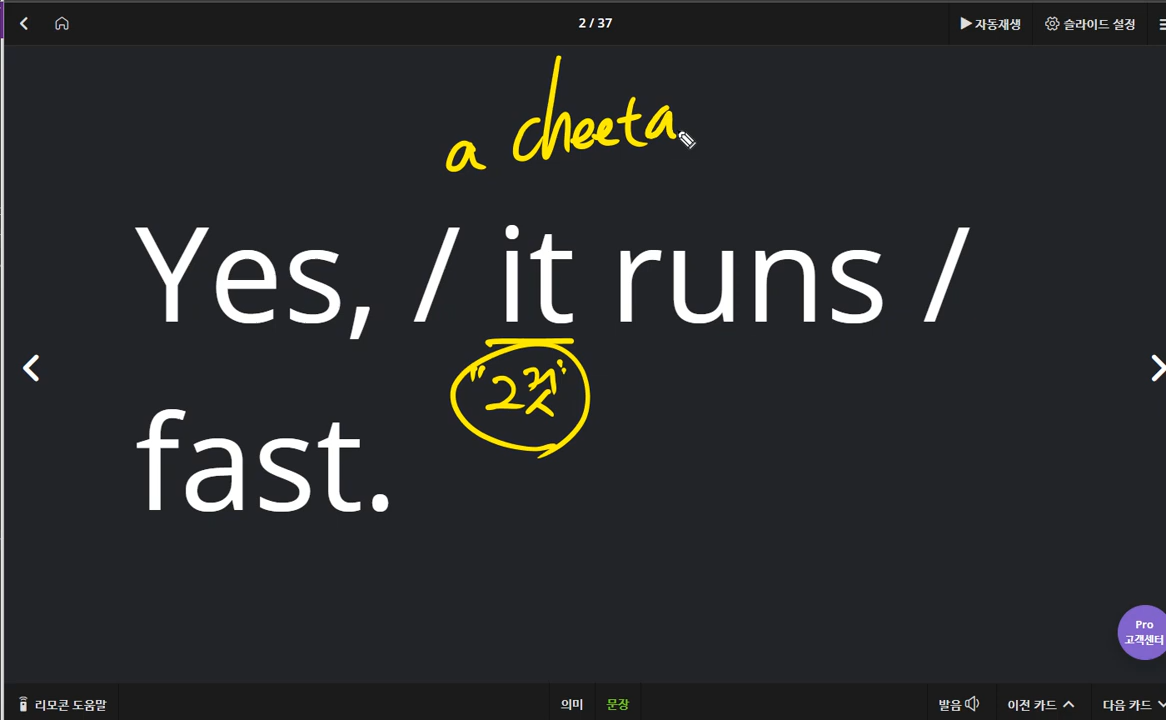 2 / 37
자동재생
슬라이드 설정
a cheeta
Yes, / it runs /
"그것"
fast.
Pro
고객센터
리모콘 도움말
의미
문장
발음
이전 카드
다음 카드